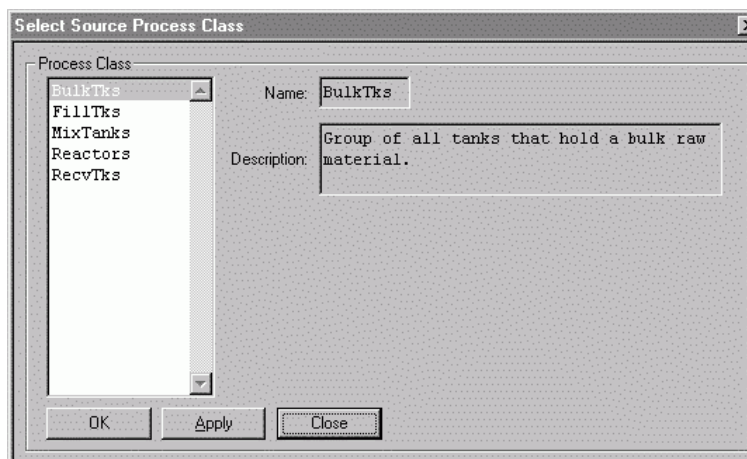 Select Source Process Class
Process Class
BulkTks
FillTks
MixTanks
Reactors
RecvTks
Name: BulkTks
Description: Group of all tanks that hold a bulk raw
material.
OK Apply Close